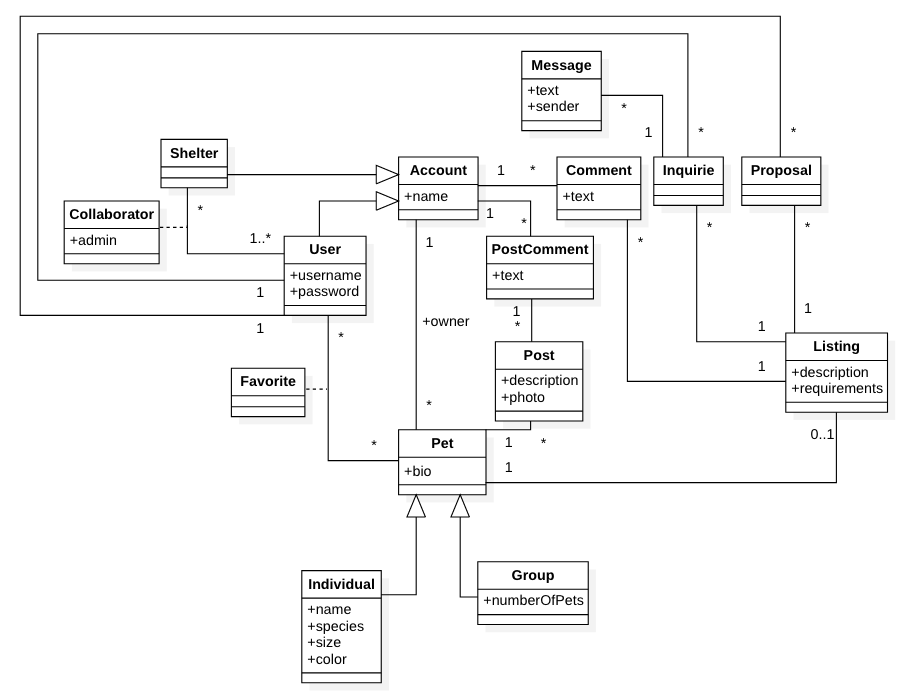 Message
+text
+sender
*
1
*
*
Shelter
Account
+name
1
*
Comment
+text
Inquirie
Proposal
Collaborator
+admin
*
1..*
User
+username
+password
1
1
1
*
PostComment
+text
1
*
*
*
*
1
+owner
*
Post
+description
+photo
1
1
1
Listing
+description
+requirements
0..1
*
Favorite
*
Pet
+bio
1
*
1
Individual
+name
+species
+size
+color
Group
+numberOfPets